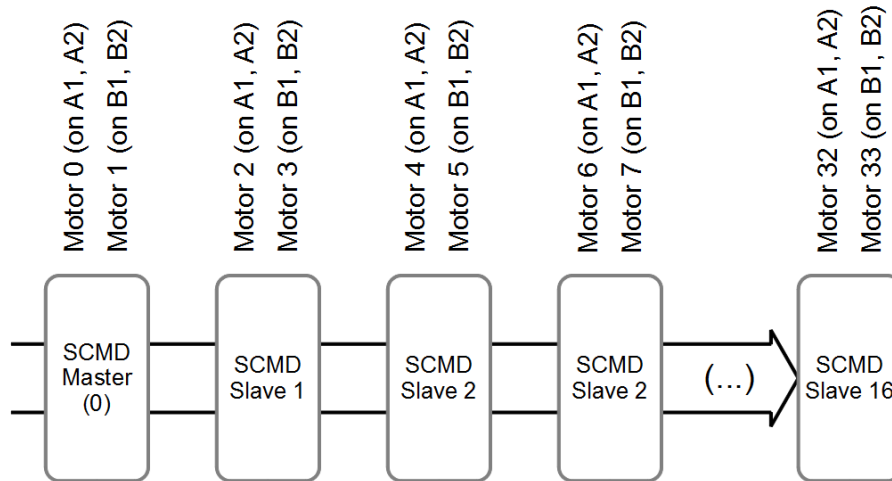 Motor 0 (on A1, A2)
Motor 1 (on B1, B2)
Motor 2 (on A1, A2)
Motor 3 (on B1, B2)
Motor 4 (on A1, A2)
Motor 5 (on B1, B2)
Motor 6 (on A1, A2)
Motor 7 (on B1, B2)
Motor 32 (on A1, A2)
Motor 33 (on B1, B2)
SCMD
Master
(0)
SCMD
Slave 1
SCMD
Slave 2
SCMD
Slave 2
(...)
SCMD
Slave 16